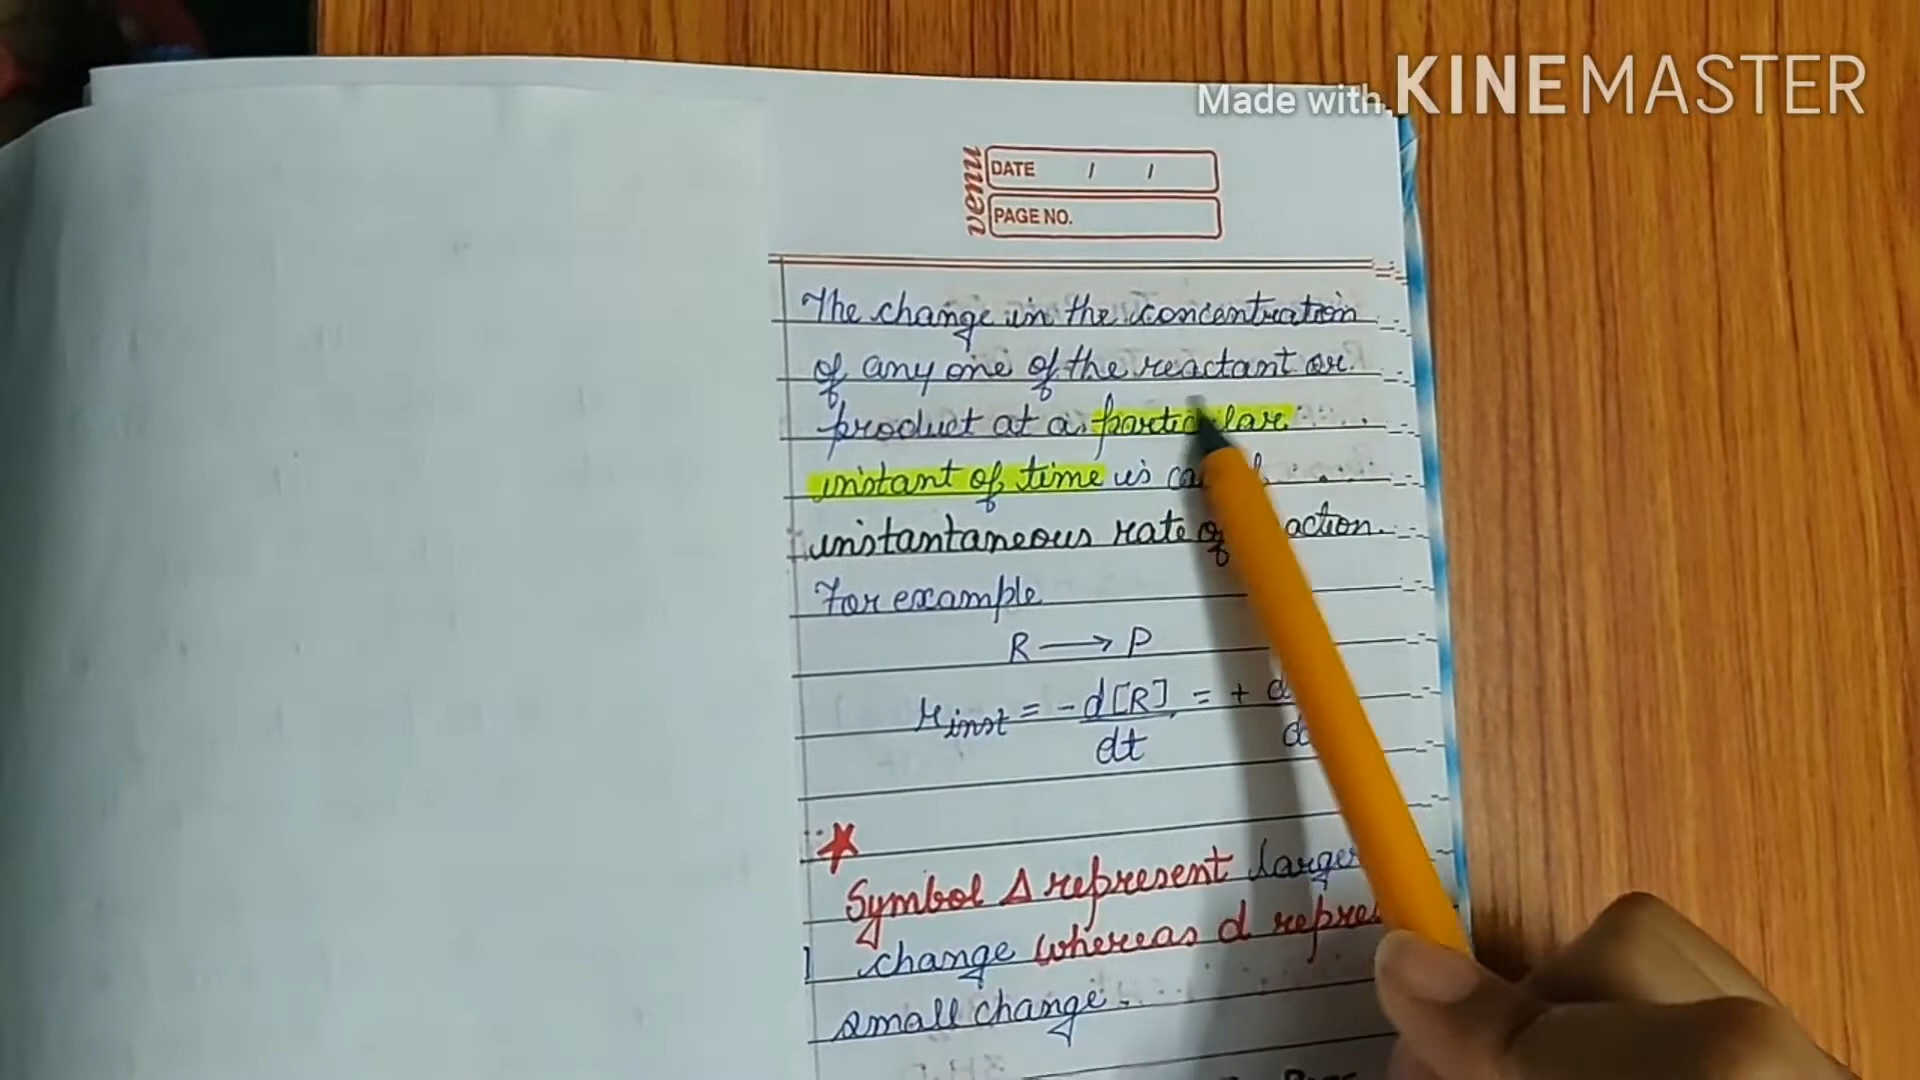 Made with KINEMASTER
venu
DATE / /
PAGE NO.
The change in the concentration
of any one of the reactant or
product at a particular
instant of time is
instantaneous rate of
For example
R ⟶ P
r inst = - d[R] / dt = +
Symbol Δ represent larger
change whereas d
small change.